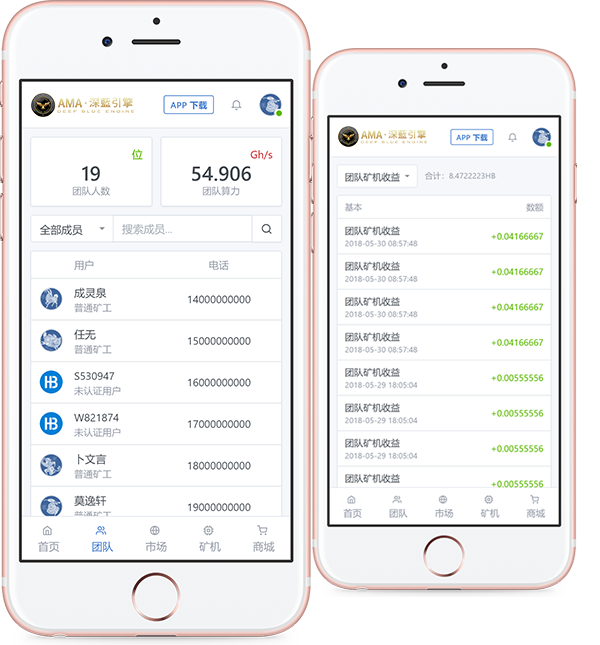 AMA·深蓝引擎
DEEP BLUE ENGINE
APP 下载
位
19
团队人数
Gh/s
54.906
团队算力
全部成员
搜索成员...
用户 电话
成灵泉
普通矿工
14000000000
任无
普通矿工
15000000000
S530947
未认证用户
16000000000
W821874
未认证用户
17000000000
卜文言
普通矿工
18000000000
莫逸轩
普通矿工
19000000000
首页 团队 市场 矿机 商城
AMA·深蓝引擎
DEEP BLUE ENGINE
APP 下载
团队矿机收益
合计：8.4722223HB
基本 数额
团队矿机收益
2018-05-30 08:57:48
+0.04166667
团队矿机收益
2018-05-30 08:57:48
+0.04166667
团队矿机收益
2018-05-30 08:57:48
+0.04166667
团队矿机收益
2018-05-30 08:57:48
+0.04166667
团队矿机收益
2018-05-29 18:05:04
+0.00555556
团队矿机收益
2018-05-29 18:05:04
+0.00555556
团队矿机收益
2018-05-29 18:05:04
+0.00555556
团队矿机收益
+0.00555556
首页 团队 市场 矿机 商城